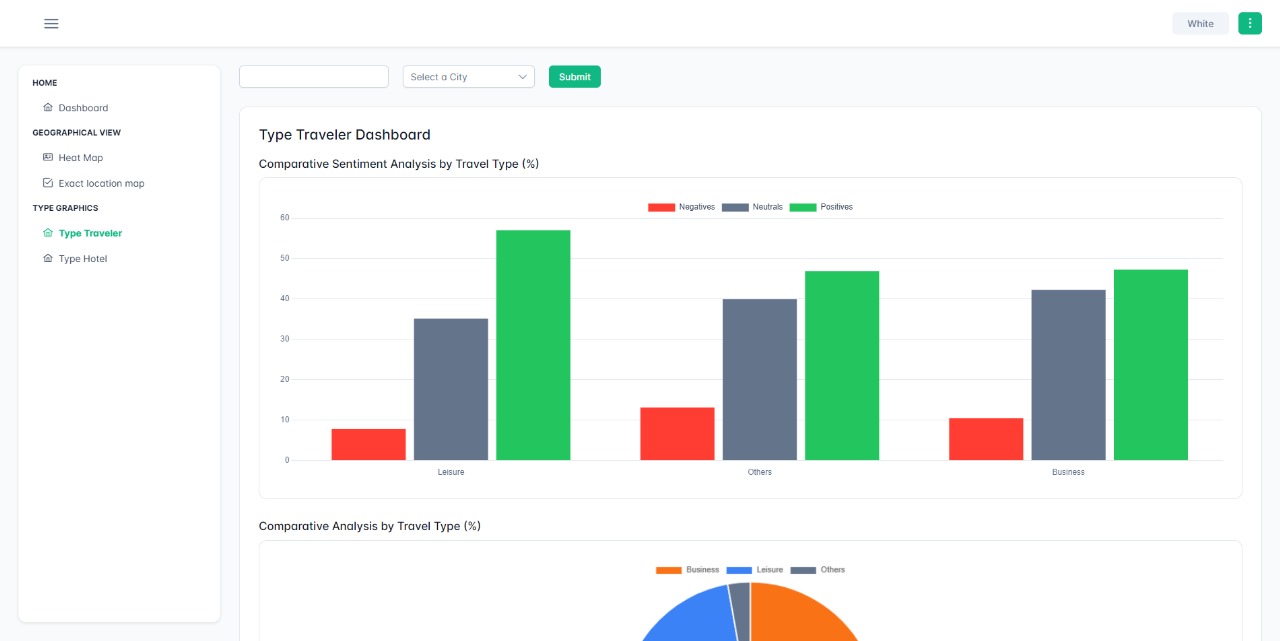 White
HOME
Dashboard
GEOGRAPHICAL VIEW
Heat Map
Exact location map
TYPE GRAPHICS
Type Traveler
Type Hotel
Select a City
Submit
Type Traveler Dashboard
Comparative Sentiment Analysis by Travel Type (%)
Negatives Neutrals Positives
60
50
40
30
20
10
0
Leisure Others Business
Comparative Analysis by Travel Type (%)
Business Leisure Others